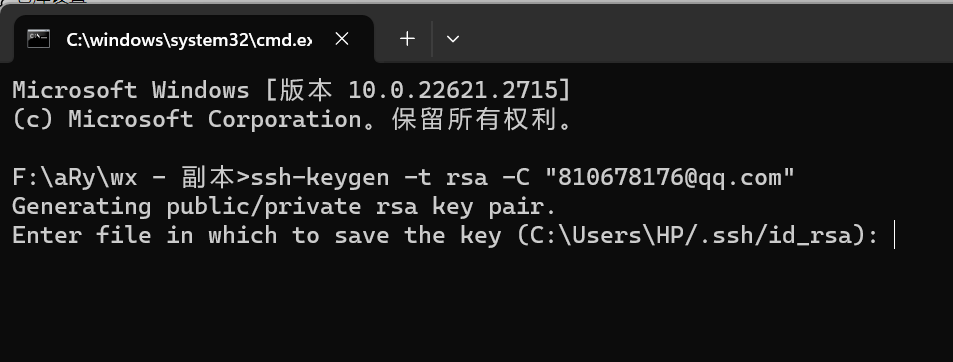 C:\windows\system32\cmd.ex
Microsoft Windows [版本 10.0.22621.2715]
(c) Microsoft Corporation。保留所有权利。
F:\aRy\wx - 副本>ssh-keygen -t rsa -C "810678176@qq.com"
Generating public/private rsa key pair.
Enter file in which to save the key (C:\Users\HP/.ssh/id_rsa):